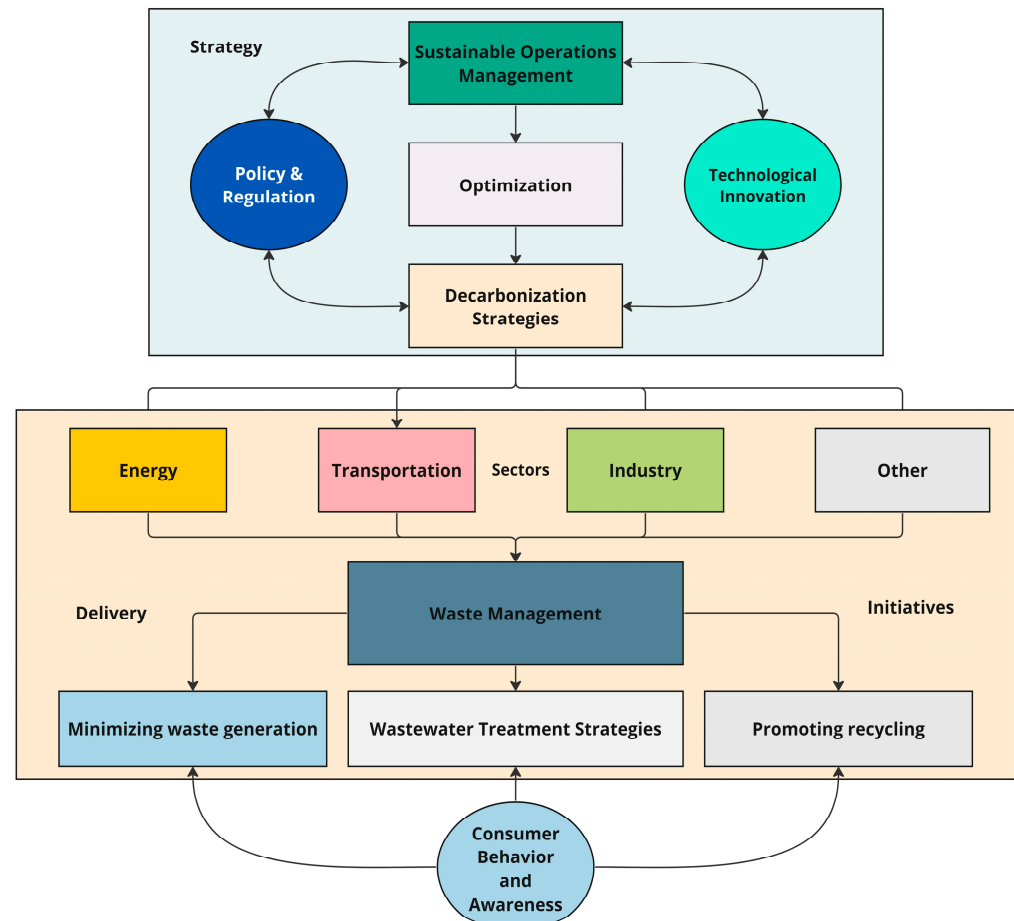 Strategy
Sustainable Operations
Management
Policy &
Regulation
Optimization
Technological
Innovation
Decarbonization
Strategies
Energy
Transportation
Sectors
Industry
Other
Delivery
Waste Management
Initiatives
Minimizing waste generation
Wastewater Treatment Strategies
Promoting recycling
Consumer
Behavior
and
Awareness